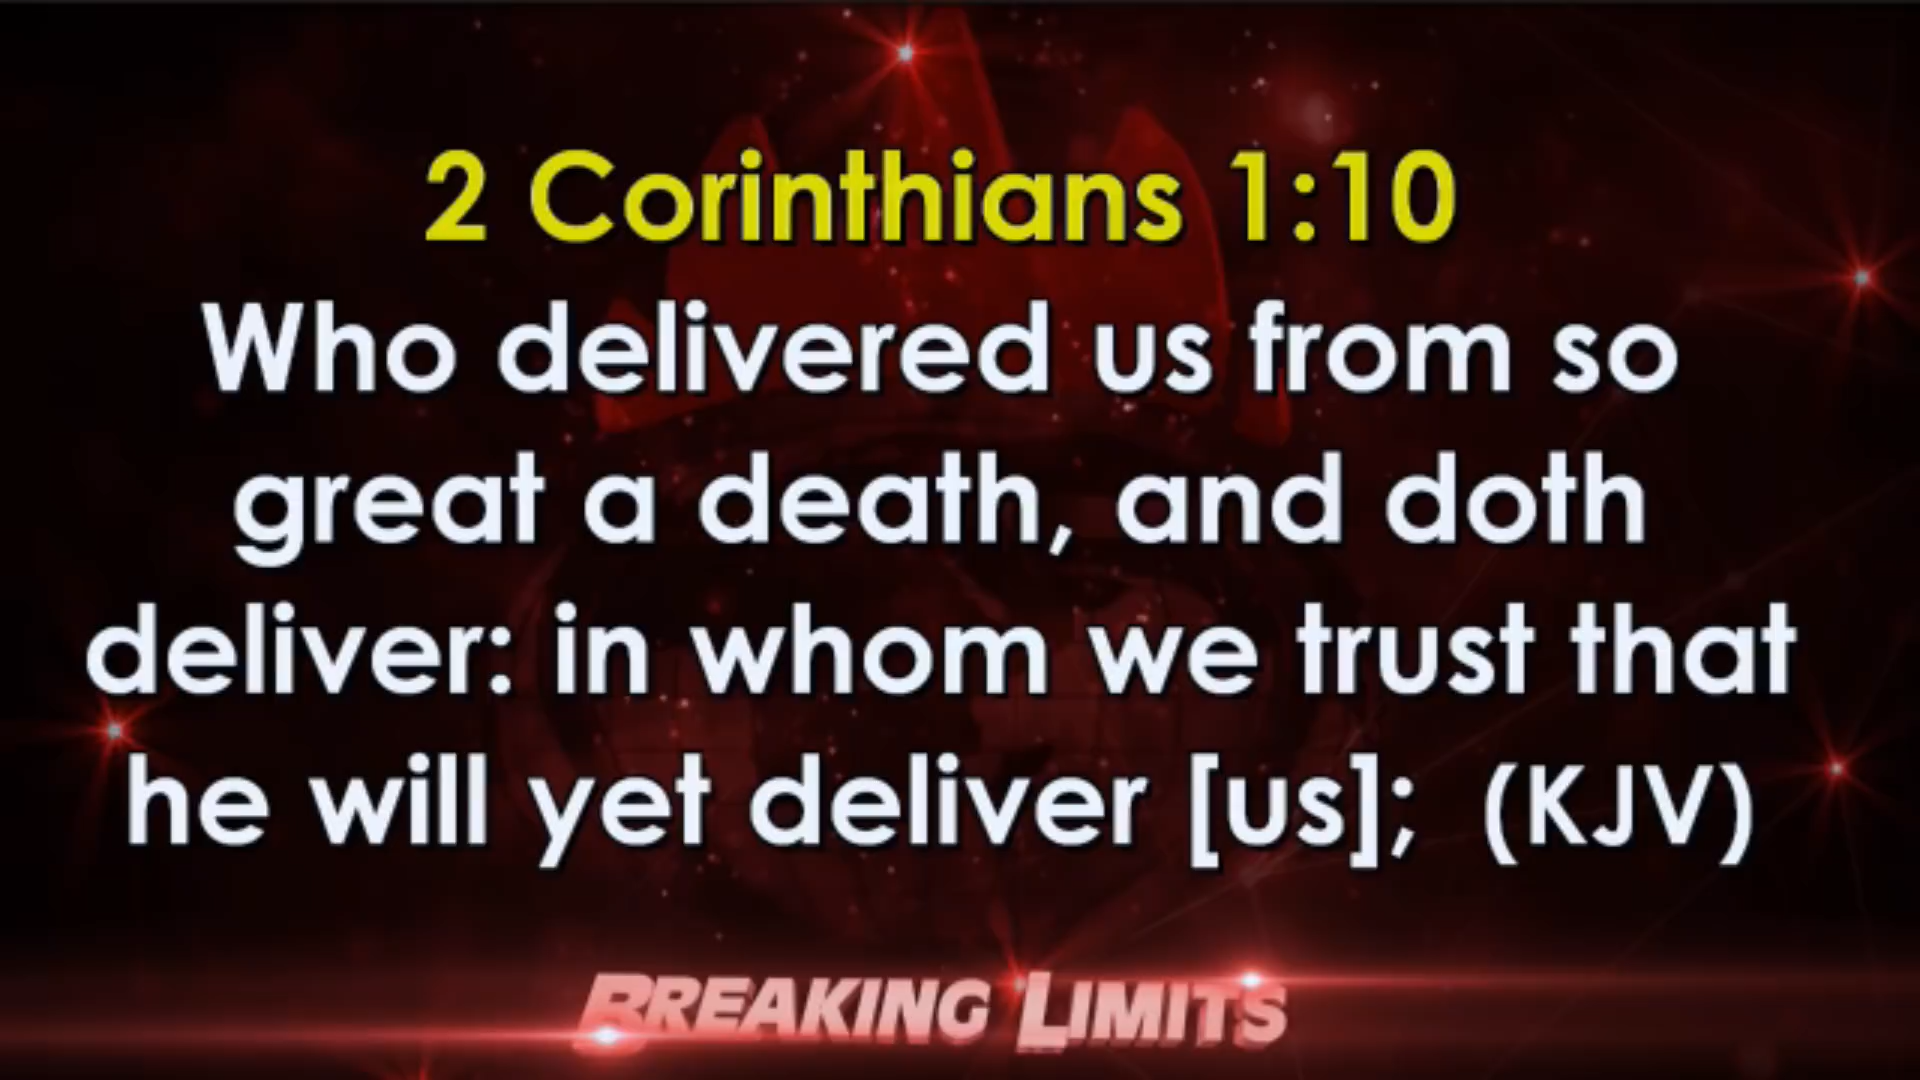 2 Corinthians 1:10
Who delivered us from so
great a death, and doth
deliver: in whom we trust that
he will yet deliver [us];  (KJV)
BREAKING LIMITS